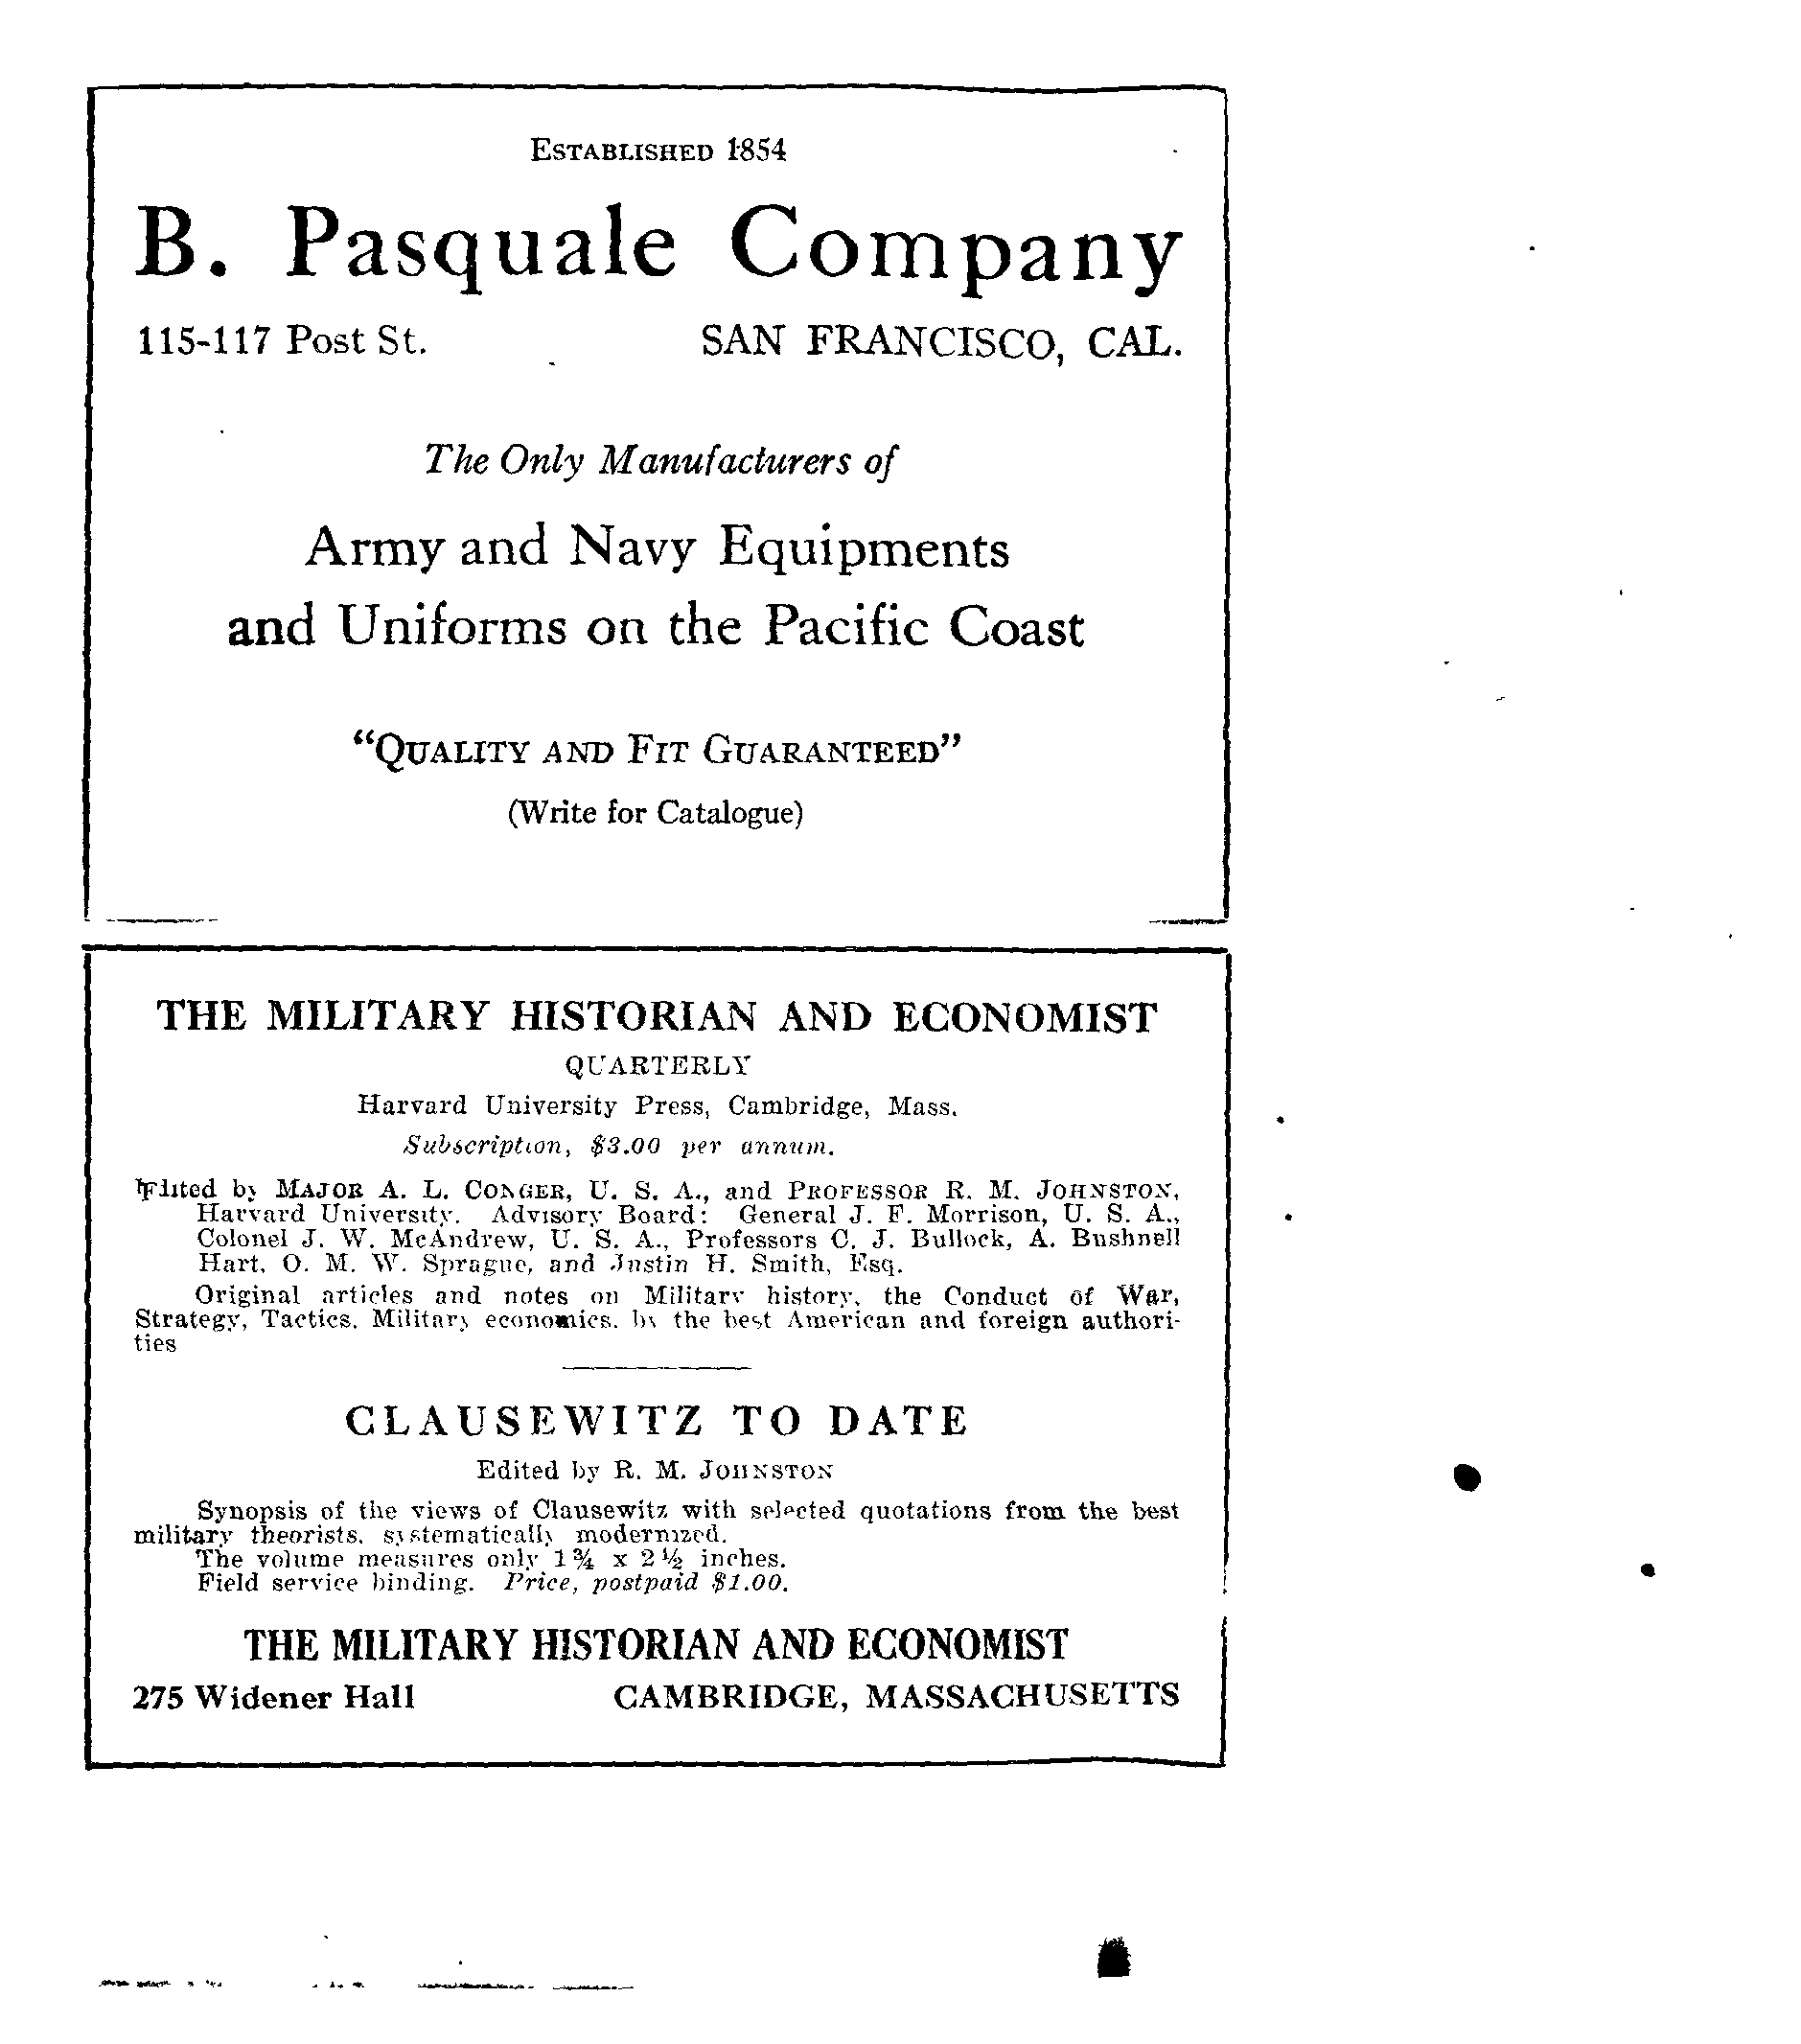 ESTABLISHED 1854
B. Pasquale Company
115-117 Post St. SAN FRANCISCO, CAL.
The Only Manufacturers of
Army and Navy Equipments
and Uniforms on the Pacific Coast
"QUALITY AND FIT GUARANTEED"
(Write for Catalogue)
THE MILITARY HISTORIAN AND ECONOMIST
QUARTERLY
Harvard University Press, Cambridge, Mass.
Subscription, $3.00 per annum.
Edited by MAJOR A. L. CONGER, U. S. A., and PROFESSOR R. M. JOHNSTON,
Harvard University. Advisory Board: General J. F. Morrison, U. S. A.,
Colonel J. W. McAndrew, U. S. A., Professors C. J. Bullock, A. Bushnell
Hart, O. M. W. Sprague, and Justin H. Smith, Esq.
Original articles and notes on Military history, the Conduct of War,
Strategy, Tactics, Military economics, by the best American and foreign authori-
ties
CLAUSEWITZ TO DATE
Edited by R. M. JOHNSTON
Synopsis of the views of Clausewitz with selected quotations from the best
military theorists, systematically modernized.
The volume measures only 1¾ x 2½ inches.
Field service binding. Price, postpaid $1.00.
THE MILITARY HISTORIAN AND ECONOMIST
275 Widener Hall CAMBRIDGE, MASSACHUSETTS